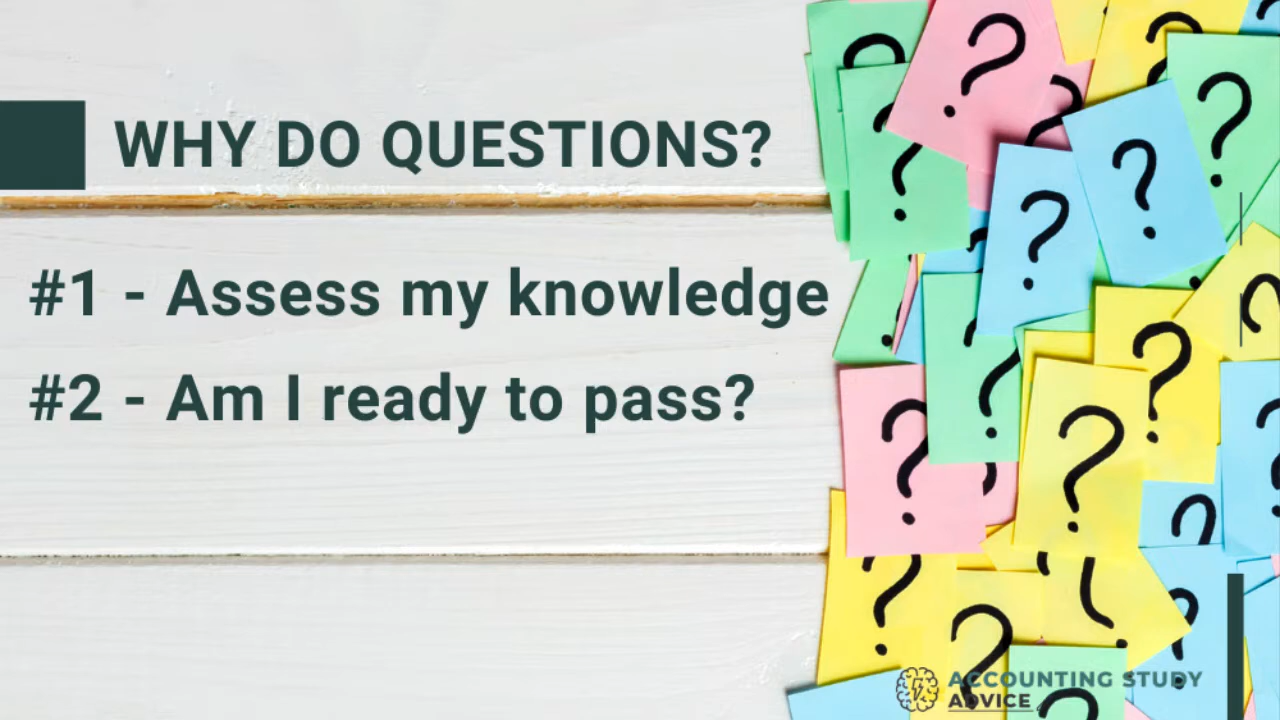 WHY DO QUESTIONS?
#1 - Assess my knowledge
#2 - Am I ready to pass?
ACCOUNTING STUDY
ADVICE